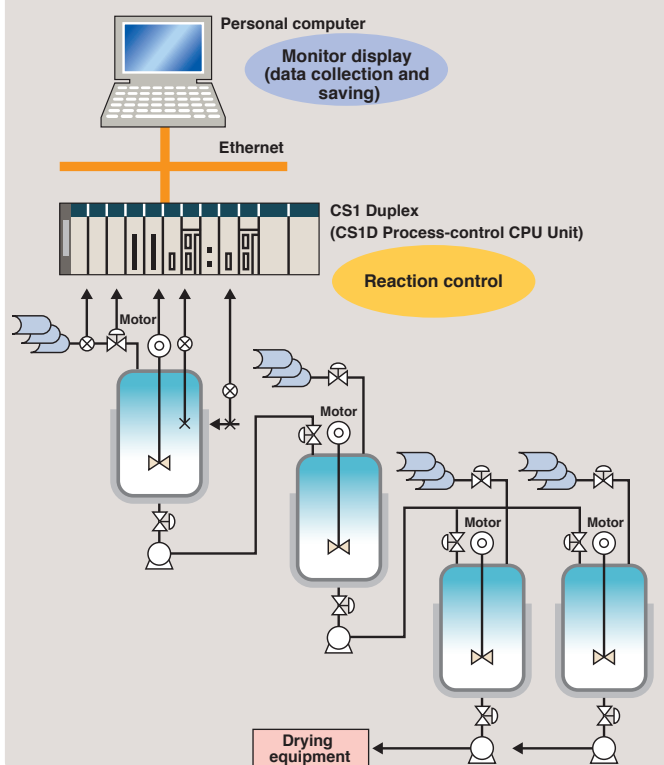 Personal computer
Monitor display
(data collection and
saving)
Ethernet
CS1 Duplex
(CS1D Process-control CPU Unit)
Reaction control
Motor
Motor
Motor
Motor
Drying
equipment